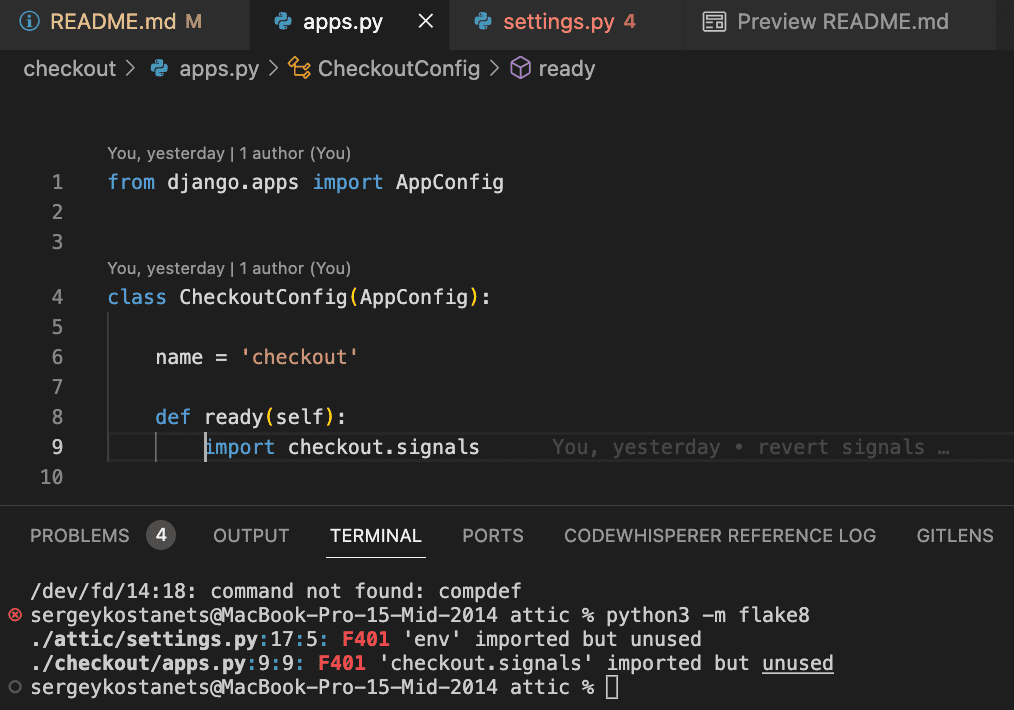 README.md M apps.py settings.py 4 Preview README.md
checkout > apps.py > CheckoutConfig > ready
You, yesterday | 1 author (You)
1 from django.apps import AppConfig
2
3
You, yesterday | 1 author (You)
4 class CheckoutConfig(AppConfig):
5
6 name = 'checkout'
7
8 def ready(self):
9 import checkout.signals You, yesterday • revert signals …
10
PROBLEMS 4 OUTPUT TERMINAL PORTS CODEWHISPERER REFERENCE LOG GITLENS
/dev/fd/14:18: command not found: compdef
sergeykostanets@MacBook-Pro-15-Mid-2014 attic % python3 -m flake8
./attic/settings.py:17:5: F401 'env' imported but unused
./checkout/apps.py:9:9: F401 'checkout.signals' imported but unused
sergeykostanets@MacBook-Pro-15-Mid-2014 attic %